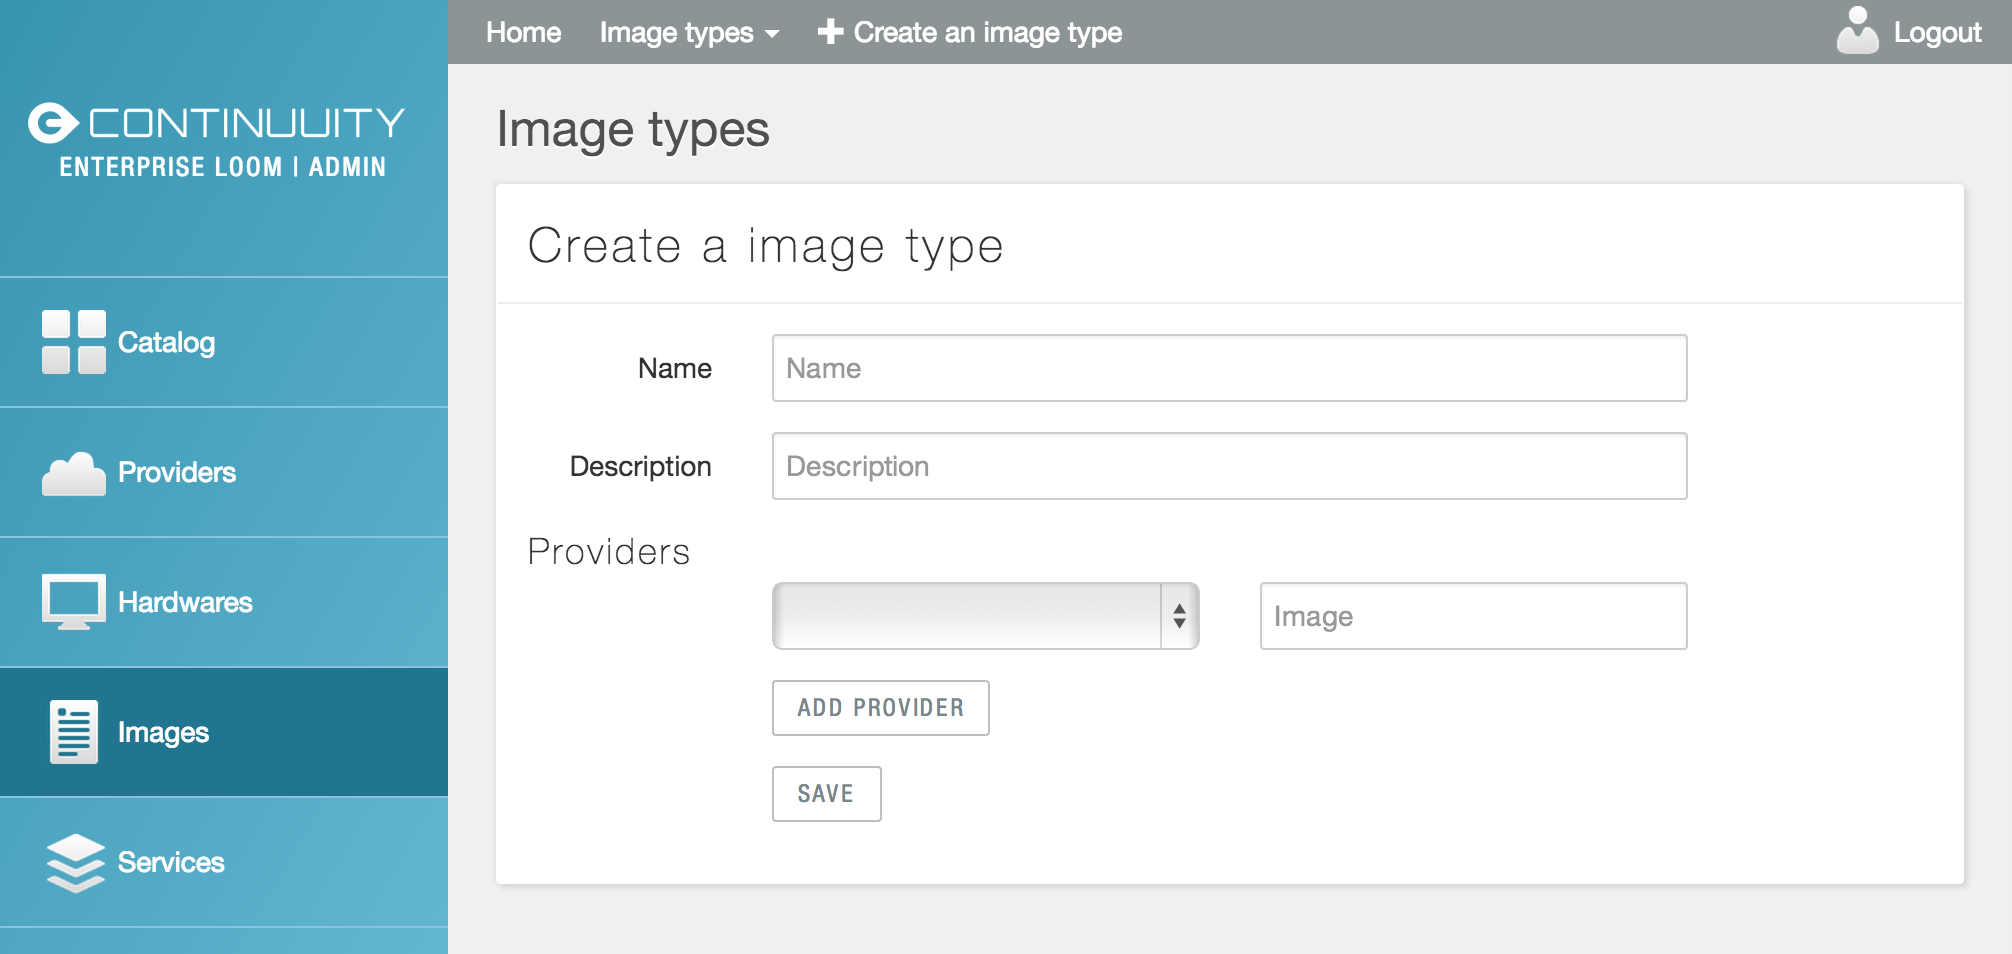 CONTINUUITY
ENTERPRISE LOOM | ADMIN
Catalog
Providers
Hardwares
Images
Services
Home Image types Create an image type Logout
Image types
Create a image type
Name Name
Description Description
Providers
Image
ADD PROVIDER
SAVE